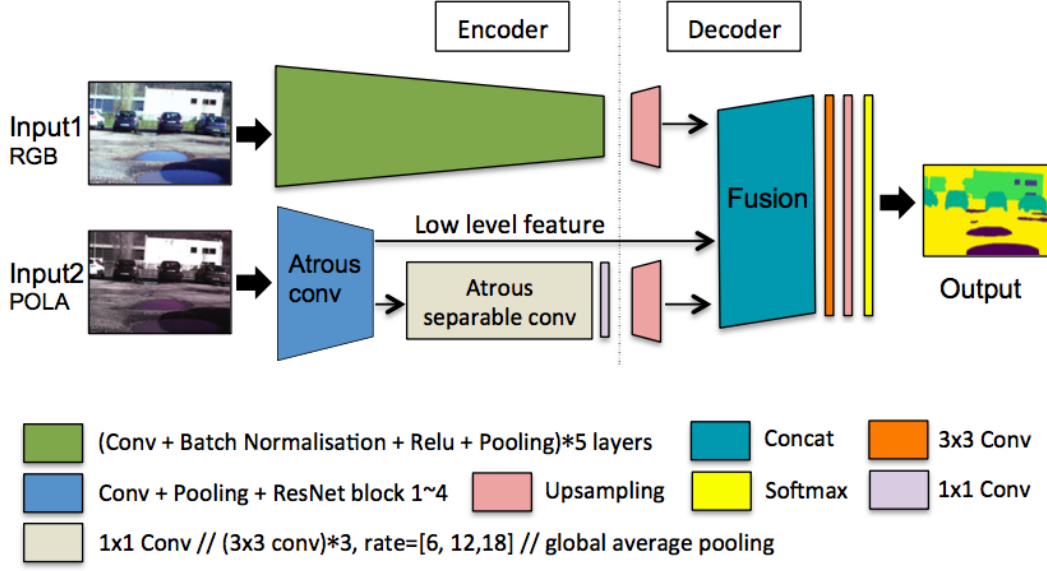 Encoder
Decoder
Input1
RGB
Fusion
Low level feature
Atrous
conv
Input2
POLA
Atrous
separable conv
Output
(Conv + Batch Normalisation + Relu + Pooling)*5 layers
Concat
3x3 Conv
Conv + Pooling + ResNet block 1~4
Upsampling
Softmax
1x1 Conv
1x1 Conv // (3x3 conv)*3, rate=[6, 12,18] // global average pooling